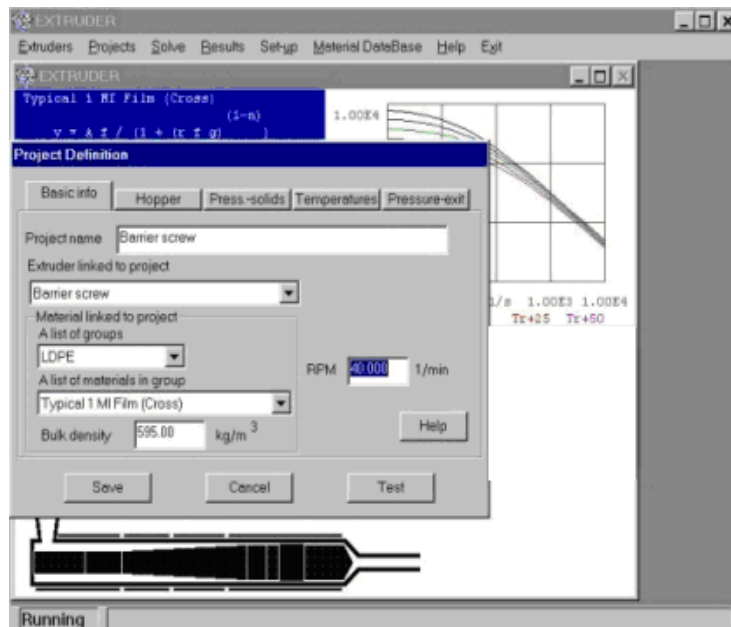 EXTRUDER
Extruders Projects Solve Results Set-up Material DataBase Help Exit
EXTRUDER
Typical 1 MI Film (Cross)
(1-n)
v = A f / (1 + (r f g) )
1.00E4
Project Definition
Basic info Hopper Press.-solids Temperatures Pressure-exit
Project name Barrier screw
Extruder linked to project
Barrier screw
1/s 1.00E3 1.00E4
Material linked to project
Tr+25 Tr+50
A list of groups
LDPE
RPM 40.000 1/min
A list of materials in group
Typical 1 MI Film (Cross)
Bulk density 595.00 kg/m 3
Help
Save Cancel Test
Running